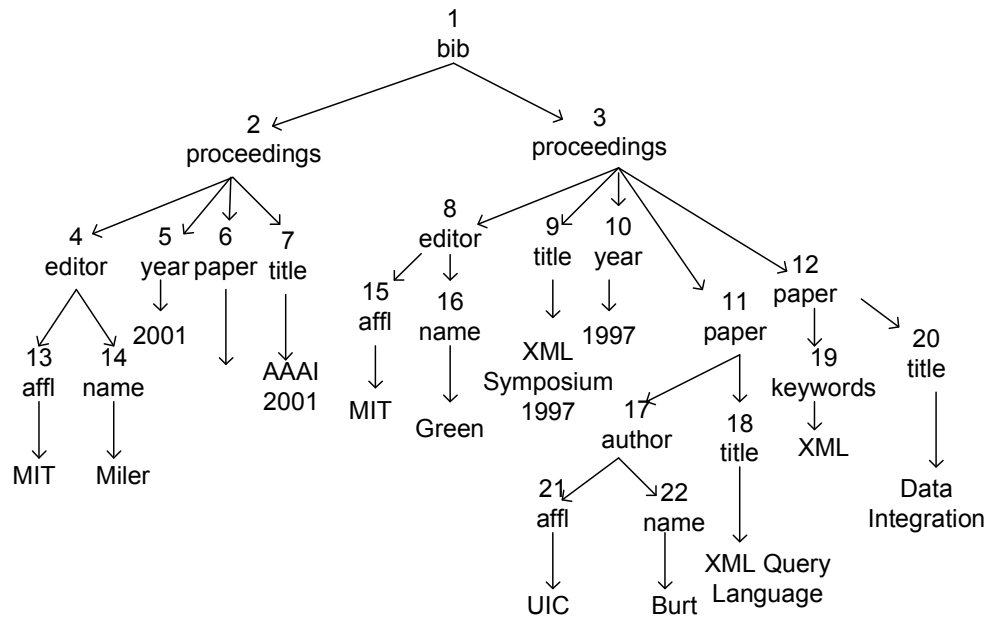 1
bib
2
proceedings
3
proceedings
4
editor
5
year
6
paper
7
title
8
editor
9
title
10
year
11
paper
12
paper
13
affl
14
name
2001
AAAI
2001
15
affl
16
name
XML
Symposium
1997
1997
19
keywords
20
title
MIT
Miler
MIT
Green
17
author
18
title
XML
Data
Integration
21
affl
22
name
XML Query
Language
UIC
Burt